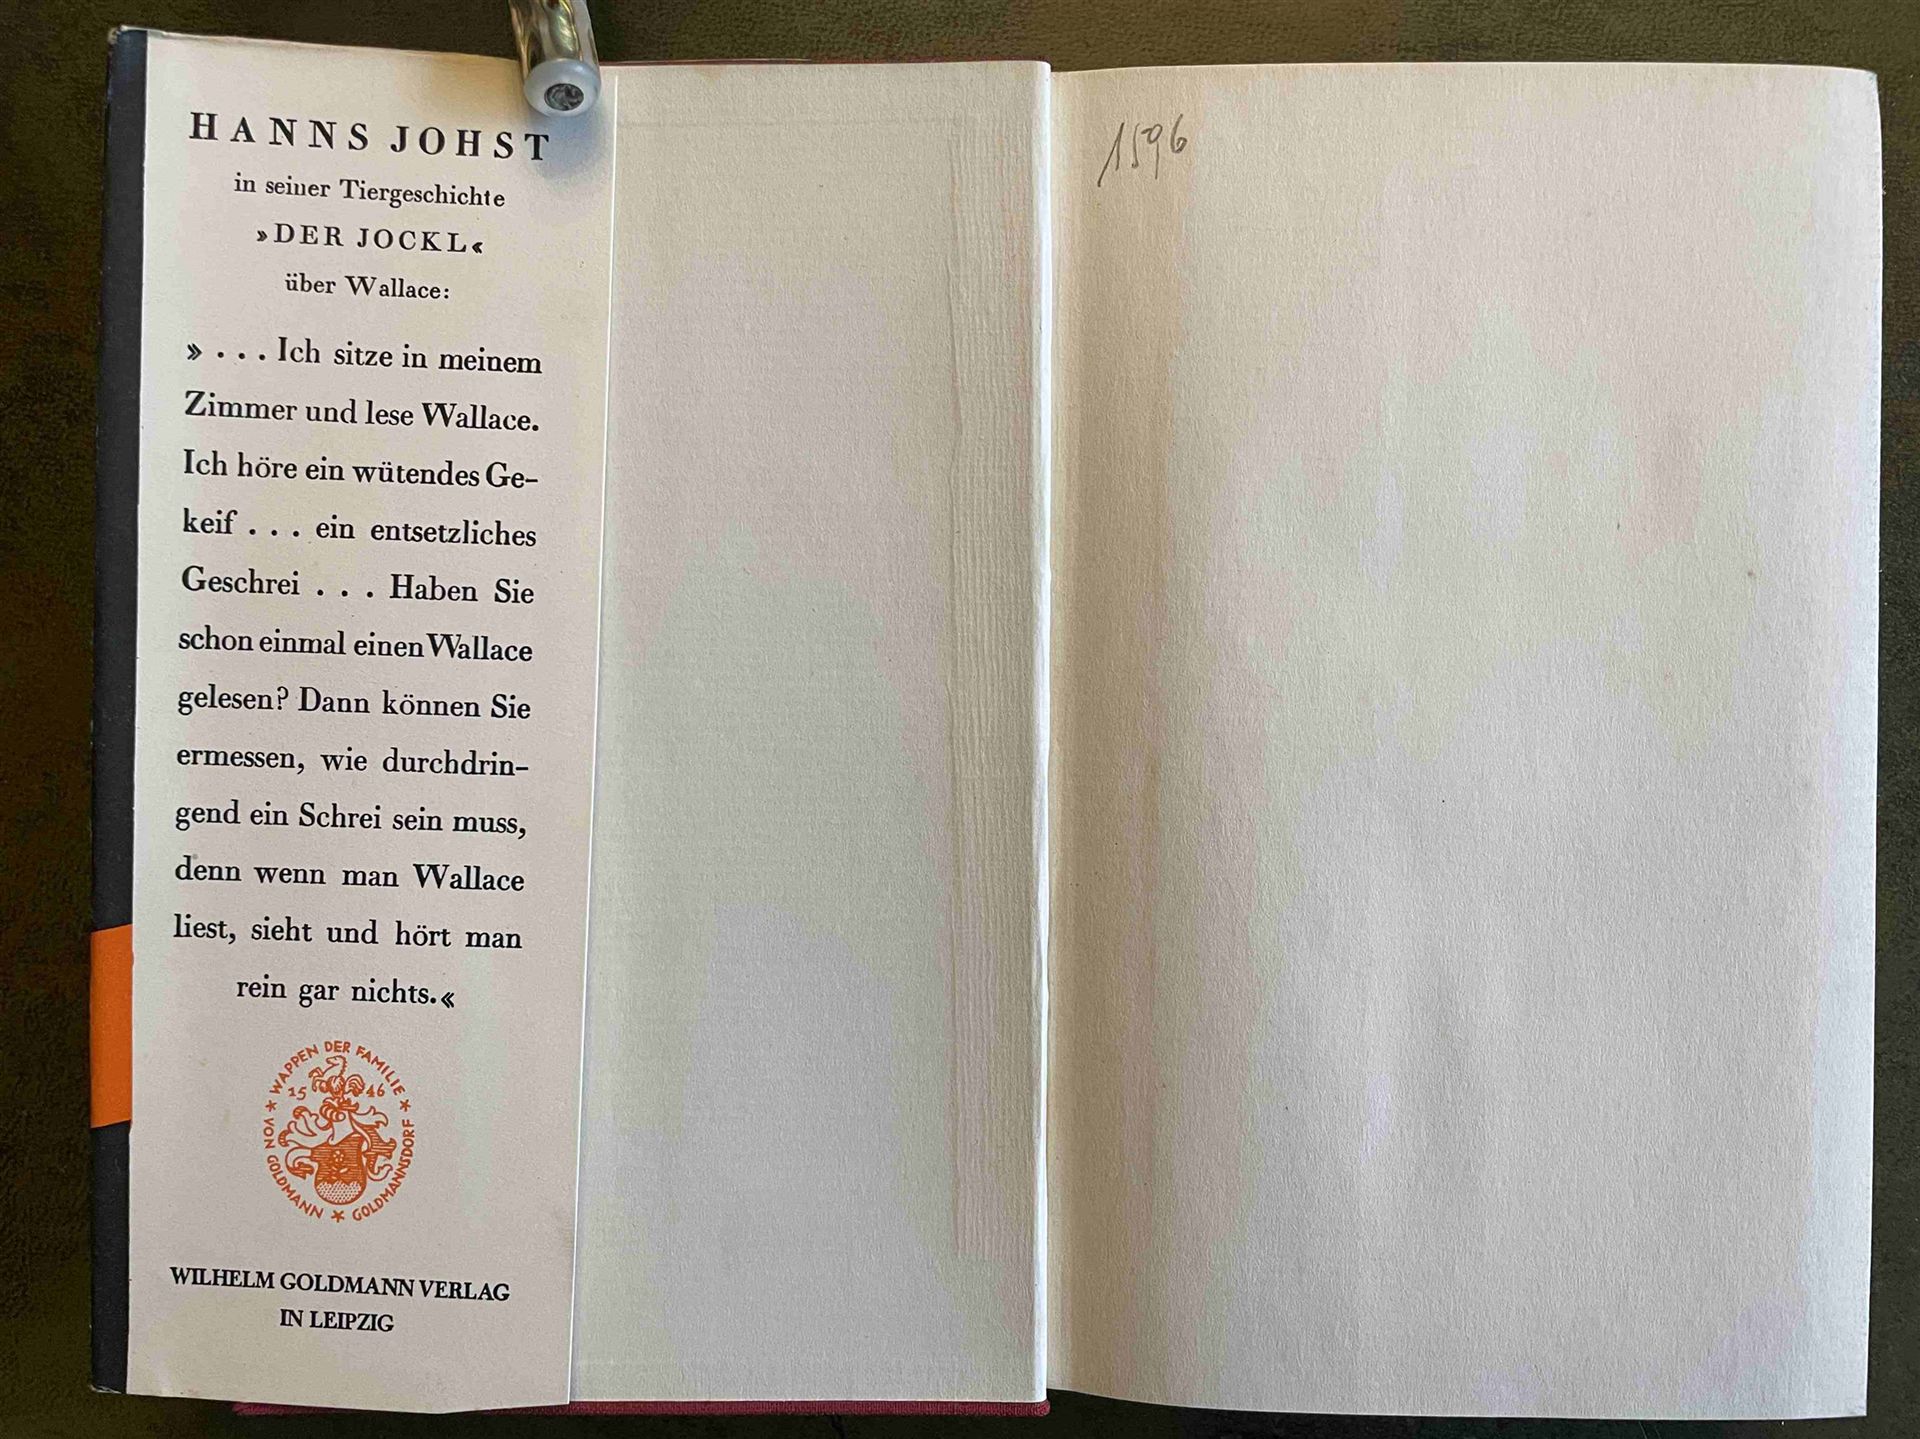 HANNS JOHST
in seiner Tiergeschichte
»DER JOCKL«
über Wallace:
» . . . Ich sitze in meinem
Zimmer und lese Wallace.
Ich höre ein wütendes Ge-
keif . . . ein entsetzliches
Geschrei . . . Haben Sie
schon einmal einen Wallace
gelesen? Dann können Sie
ermessen, wie durchdrin-
gend ein Schrei sein muss,
denn wenn man Wallace
liest, sieht und hört man
rein gar nichts.«
WAPPEN DER FAMILIE * VON GOLDMANN * GOLDMANNSDORF *
15 46
WILHELM GOLDMANN VERLAG
IN LEIPZIG
1596